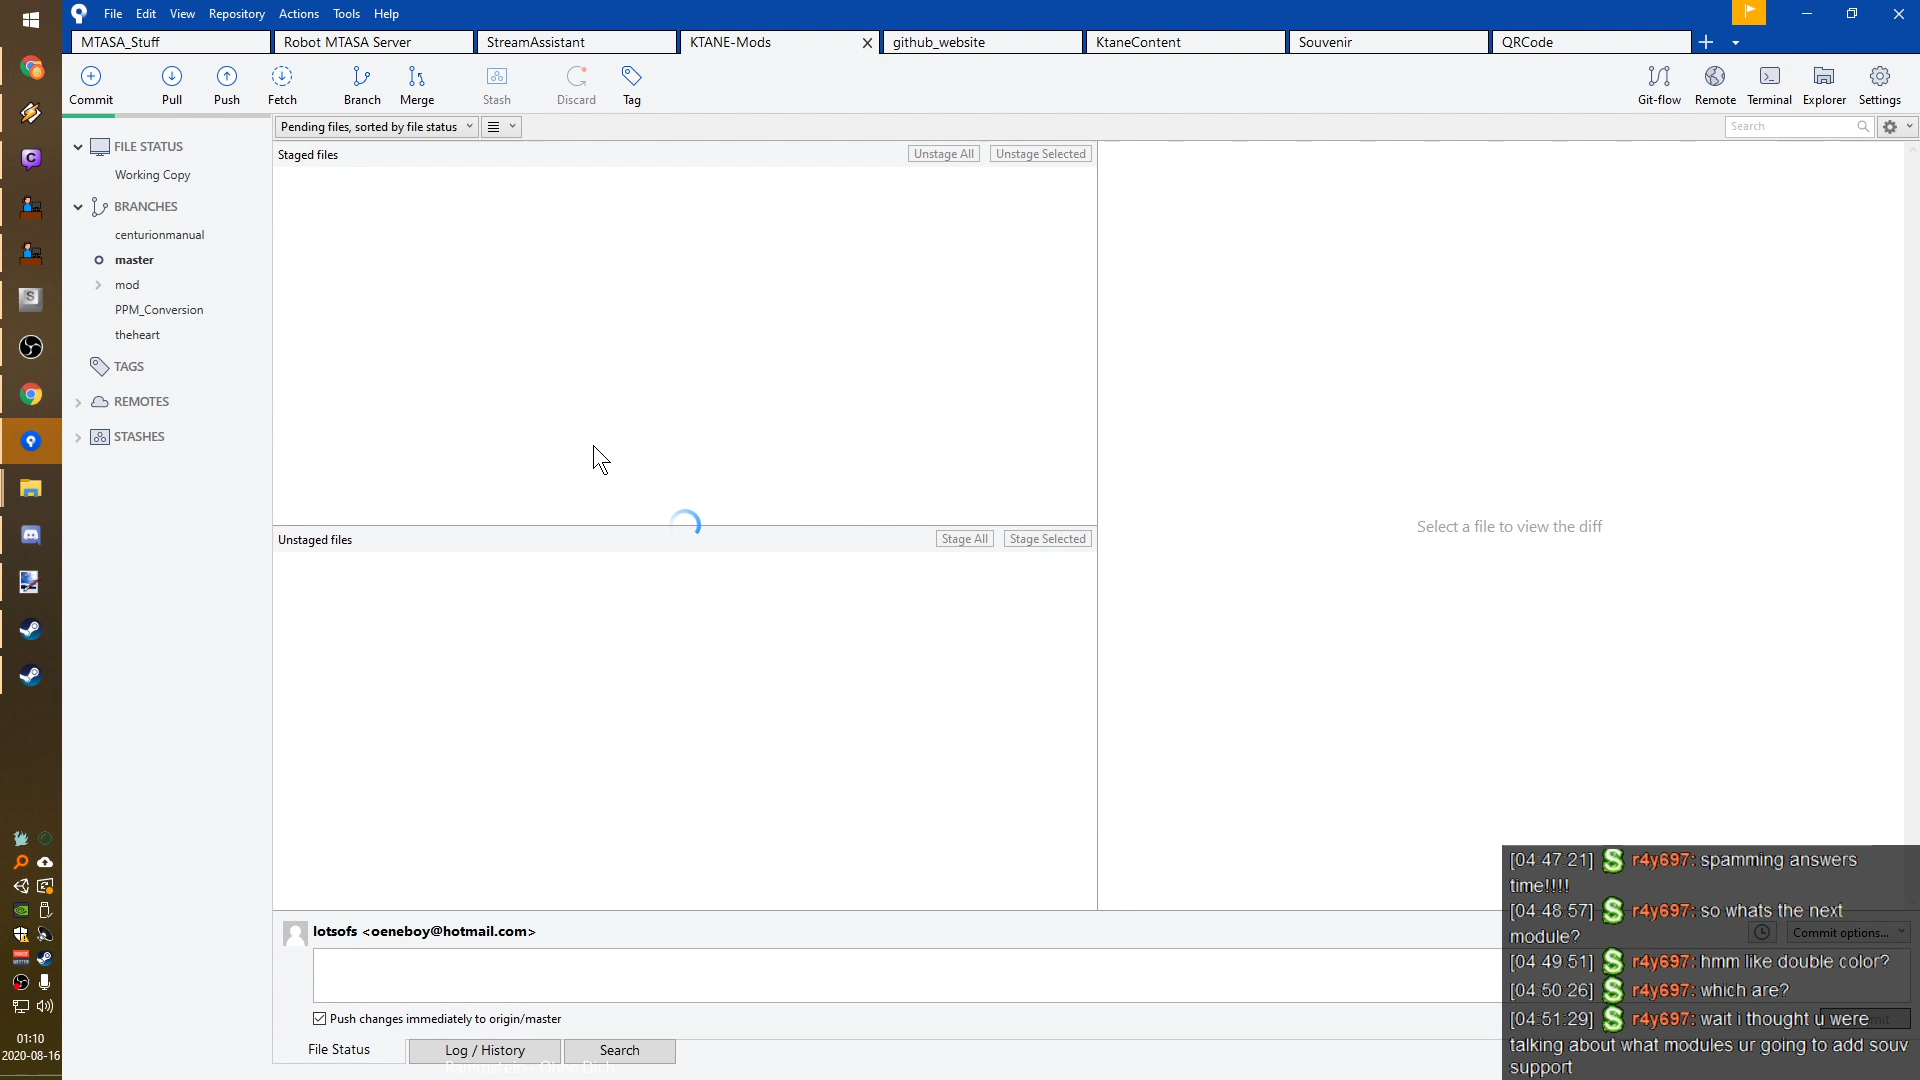 File Edit View Repository Actions Tools Help
MTASA_Stuff Robot MTASA Server StreamAssistant KTANE-Mods github_website KtaneContent Souvenir QRCode
Commit Pull Push Fetch Branch Merge Stash Discard Tag Git-flow Remote Terminal Explorer Settings
Pending files, sorted by file status Search
FILE STATUS
Working Copy
BRANCHES
centurionmanual
master
mod
PPM_Conversion
theheart
TAGS
REMOTES
STASHES
Staged files Unstage All Unstage Selected
Unstaged files Stage All Stage Selected
Select a file to view the diff
lotsofs <oeneboy@hotmail.com>
Commit options...
Push changes immediately to origin/master
File Status Log / History Search
Rammstein - Ohne Dich
[04:47:21] r4y697: spamming answers
time!!!!
[04:48:57] r4y697: so whats the next
module?
[04:49:51] r4y697: hmm like double color?
[04:50:26] r4y697: which are?
[04:51:29] r4y697: wait i thought u were
talking about what modules ur going to add souv
support
01:10
2020-08-16